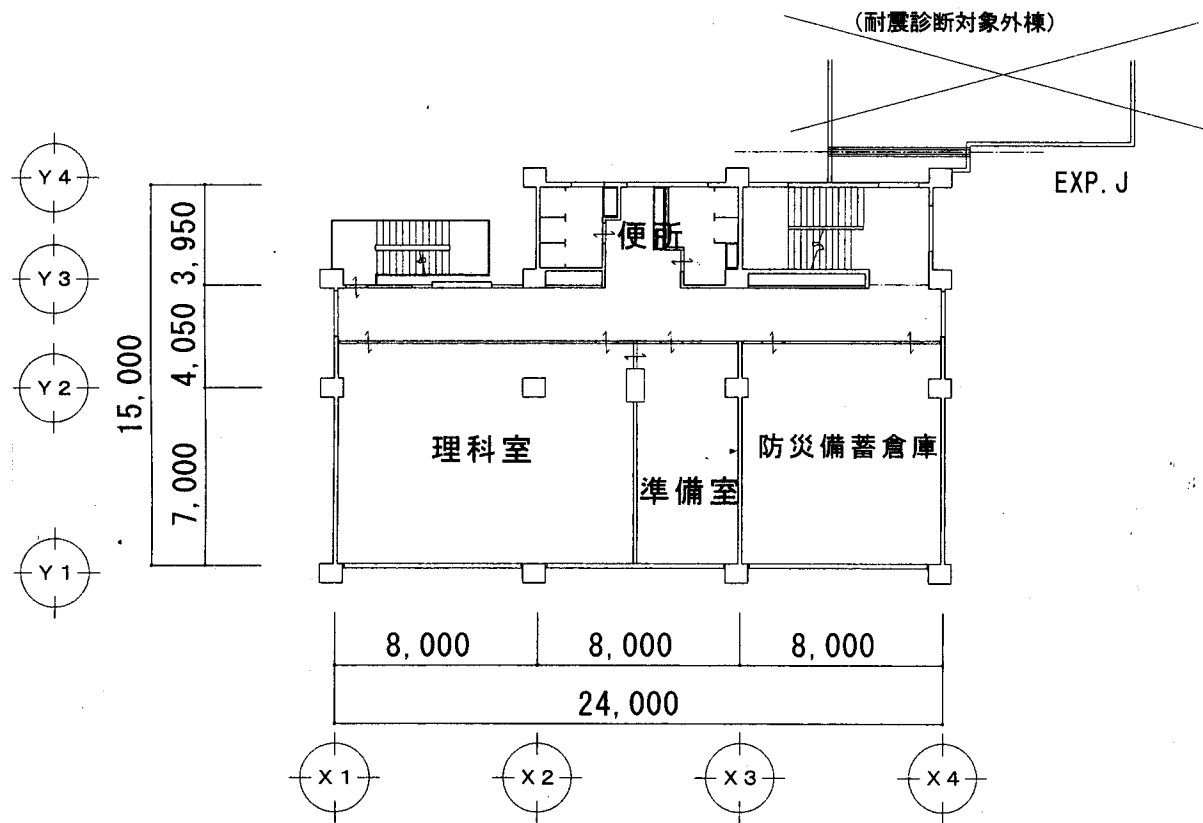 (耐震診断対象外棟)
EXP. J
Y4
Y3
Y2
Y1
3,950
4,050
7,000
15,000
便所
理科室
準備室
防災備蓄倉庫
8,000
8,000
8,000
24,000
X1
X2
X3
X4